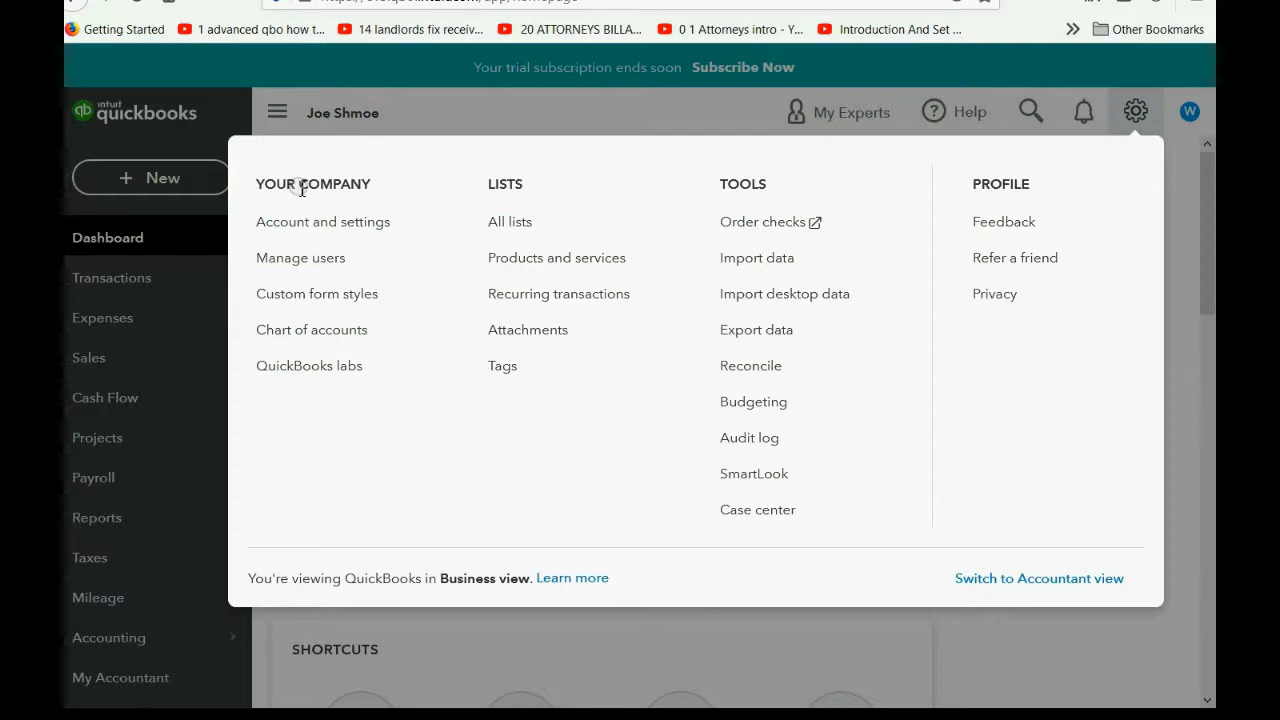 Getting Started
1 advanced qbo how t...
14 landlords fix receiv...
20 ATTORNEYS BILLA...
0 1 Attorneys intro - Y...
Introduction And Set ...
Other Bookmarks
Your trial subscription ends soon Subscribe Now
qb intuit quickbooks
Joe Shmoe
My Experts
Help
W
+ New
Dashboard
Transactions
Expenses
Sales
Cash Flow
Projects
Payroll
Reports
Taxes
Mileage
Accounting
My Accountant
YOUR COMPANY
Account and settings
Manage users
Custom form styles
Chart of accounts
QuickBooks labs
LISTS
All lists
Products and services
Recurring transactions
Attachments
Tags
TOOLS
Order checks
Import data
Import desktop data
Export data
Reconcile
Budgeting
Audit log
SmartLook
Case center
PROFILE
Feedback
Refer a friend
Privacy
You're viewing QuickBooks in Business view. Learn more
Switch to Accountant view
SHORTCUTS